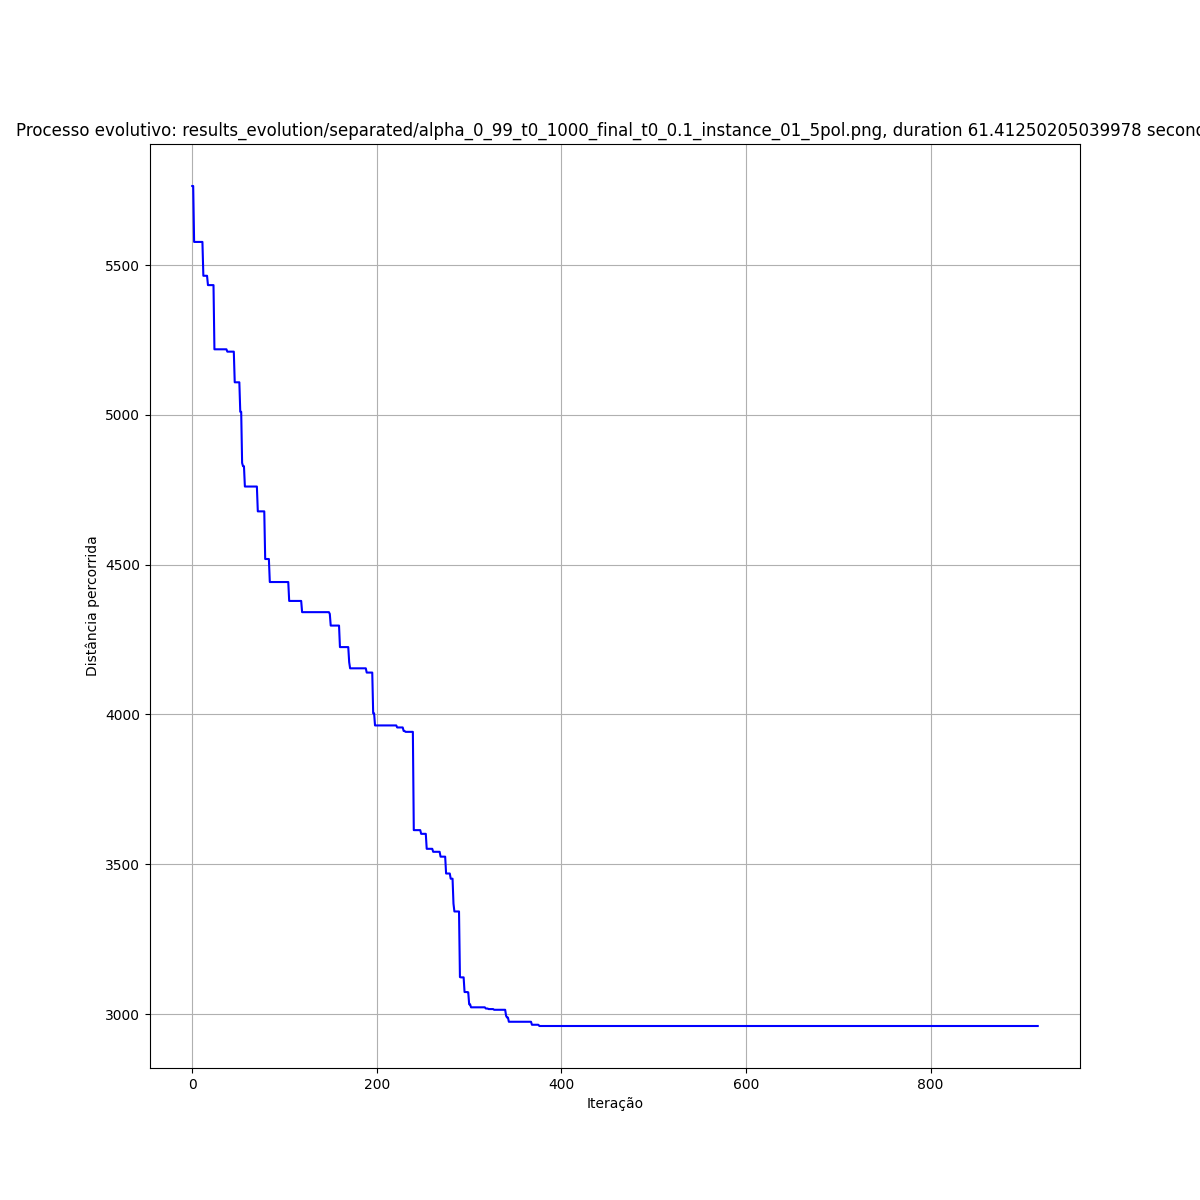 Processo evolutivo: results_evolution/separated/alpha_0_99_t0_1000_final_t0_0.1_instance_01_5pol.png, duration 61.41250205039978 second
5500
5000
4500
4000
3500
3000
Distância percorrida
0 200 400 600 800
Iteração